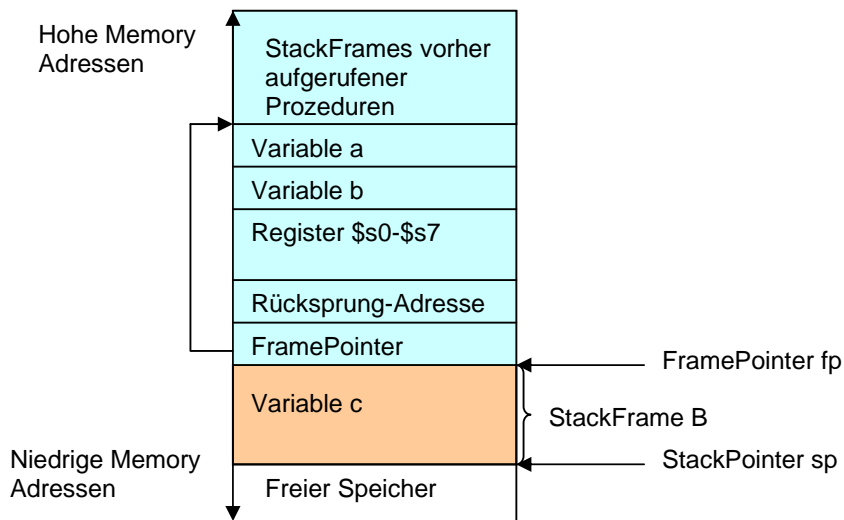 Hohe Memory
Adressen
StackFrames vorher
aufgerufener
Prozeduren
Variable a
Variable b
Register $s0-$s7
Rücksprung-Adresse
FramePointer
FramePointer fp
Variable c
StackFrame B
Niedrige Memory
Adressen
StackPointer sp
Freier Speicher